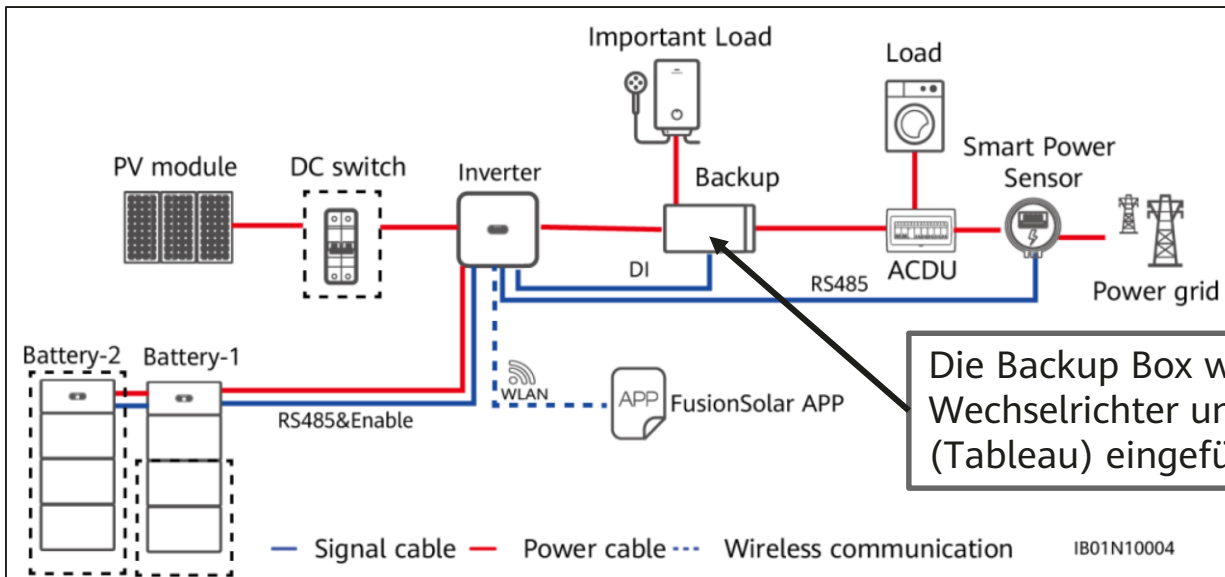 Important Load
Load
PV module
DC switch
Inverter
Backup
Smart Power
Sensor
DI
RS485
ACDU
Power grid
Battery-2
Battery-1
RS485&Enable
WLAN
APP
FusionSolar APP
Die Backup Box
Wechselrichter
(Tableau)
Signal cable
Power cable
Wireless communication
IB01N10004